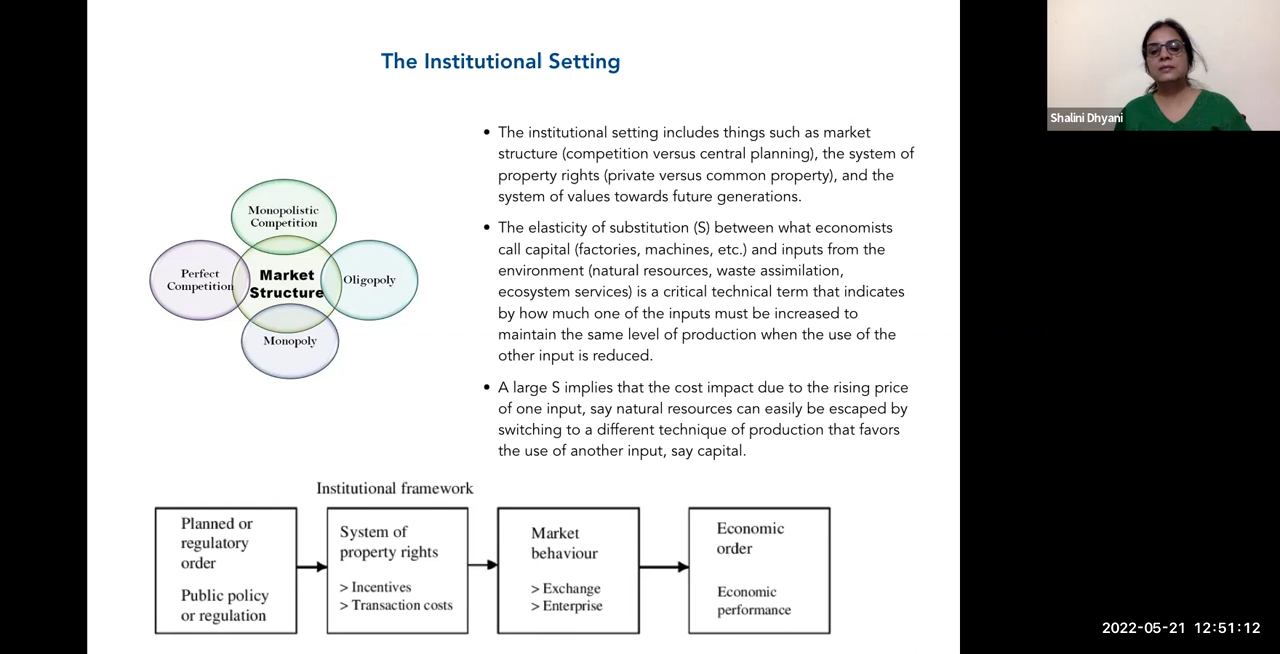 The Institutional Setting
Shalini Dhyani
• The institutional setting includes things such as market
structure (competition versus central planning), the system of
property rights (private versus common property), and the
system of values towards future generations.
• The elasticity of substitution (S) between what economists
call capital (factories, machines, etc.) and inputs from the
environment (natural resources, waste assimilation,
ecosystem services) is a critical technical term that indicates
by how much one of the inputs must be increased to
maintain the same level of production when the use of the
other input is reduced.
• A large S implies that the cost impact due to the rising price
of one input, say natural resources can easily be escaped by
switching to a different technique of production that favors
the use of another input, say capital.
Monopolistic
Competition
Perfect
Competition
Market
Structure
Oligopoly
Monopoly
Institutional framework
Planned or
regulatory
order
Public policy
or regulation
System of
property rights
> Incentives
> Transaction costs
Market
behaviour
> Exchange
> Enterprise
Economic
order
Economic
performance
2022-05-21 12:51:12